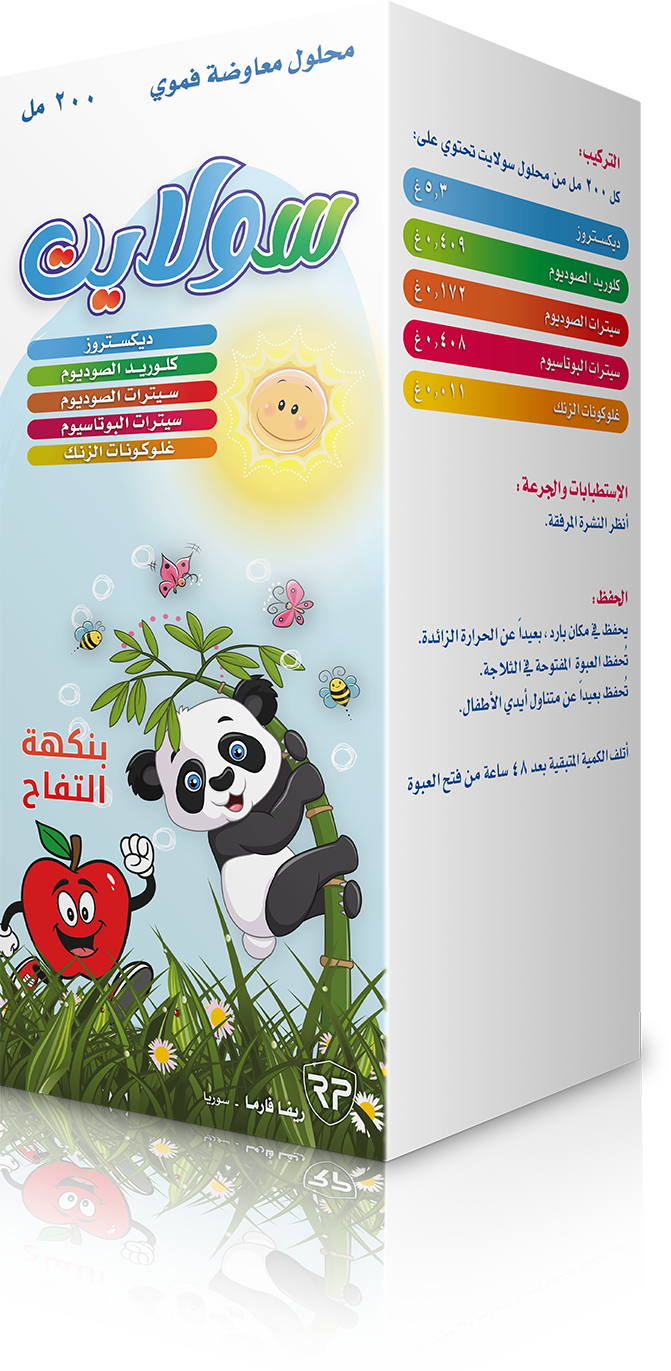 محلول معاوضة فموي ٢٠٠ مل
سولايت
ديكستروز
كلوريد الصوديوم
سيترات الصوديوم
سيترات البوتاسيوم
غلوكونات الزنك
بنكهة
التفاح
RP
ريفا فارما - سوريا
التركيب:
كل ٢٠٠ مل من محلول سولايت تحتوي على:
ديكستروز ٥,٣ غ
كلوريد الصوديوم ٠,٤٠٩ غ
سيترات الصوديوم ٠,١٧٢ غ
سيترات البوتاسيوم ٠,٤٠٨ غ
غلوكونات الزنك ٠,٠١١ غ
الإستطبابات والجرعة:
أنظر النشرة المرفقة.
الحفظ:
يحفظ في مكان بارد، بعيداً عن الحرارة الزائدة.
تُحفظ العبوة المفتوحة في الثلاجة.
تُحفظ بعيداً عن متناول أيدي الأطفال.
أتلف الكمية المتبقية بعد ٤٨ ساعة من فتح العبوة